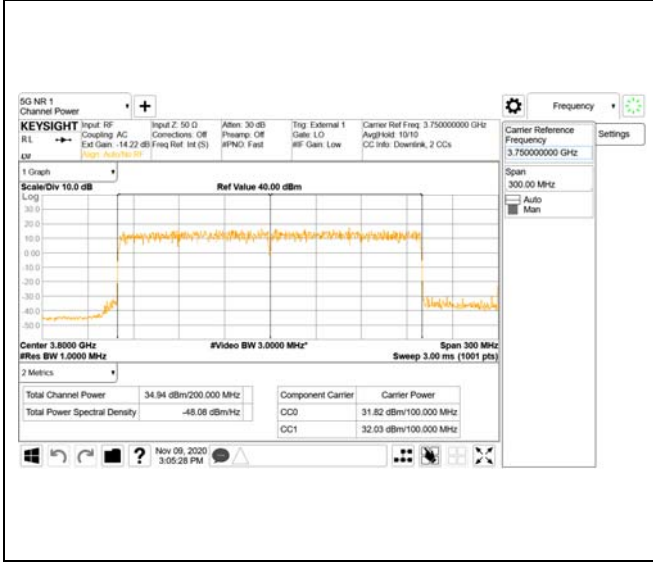 5G NR 1
Channel Power
Frequency
KEYSIGHT
Input: RF
Input Z: 50 Ω
Atten: 30 dB
Trig: External 1
Carrier Ref Freq: 3.750000000 GHz
RL
Coupling: AC
Corrections: Off
Preamp: Off
Gate: LO
Avg|Hold: 10/10
Ext Gain: -14.22 dB
Freq Ref: Int (S)
#PNO: Fast
#IF Gain: Low
CC Info: Downlink, 2 CCs
Align: Auto/No RF
Carrier Reference
Frequency
3.750000000 GHz
Settings
Span
300.00 MHz
Auto
Man
1 Graph
Scale/Div 10.0 dB
Ref Value 40.00 dBm
Log
30.0
20.0
10.0
0.00
-10.0
-20.0
-30.0
-40.0
-50.0
Center 3.8000 GHz
#Video BW 3.0000 MHz*
Span 300 MHz
#Res BW 1.0000 MHz
Sweep 3.00 ms (1001 pts)
2 Metrics
Total Channel Power
34.94 dBm/200.000 MHz
Total Power Spectral Density
-48.08 dBm/Hz
Component Carrier
Carrier Power
CC0
31.82 dBm/100.000 MHz
CC1
32.03 dBm/100.000 MHz
?
Nov 09, 2020
3:05:28 PM